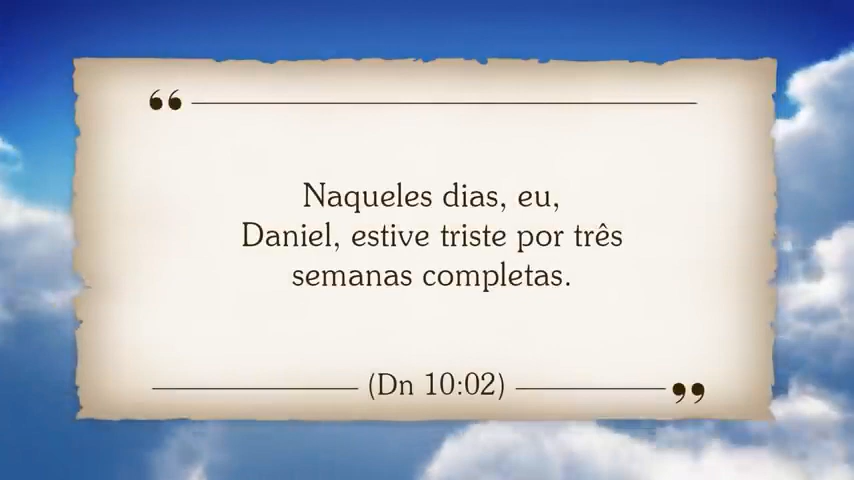 Naqueles dias, eu,
Daniel, estive triste por três
semanas completas.
(Dn 10:02)